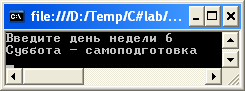 file:///D:/Temp/C#lab/...
Введите день недели 6
Суббота - самоподготовка